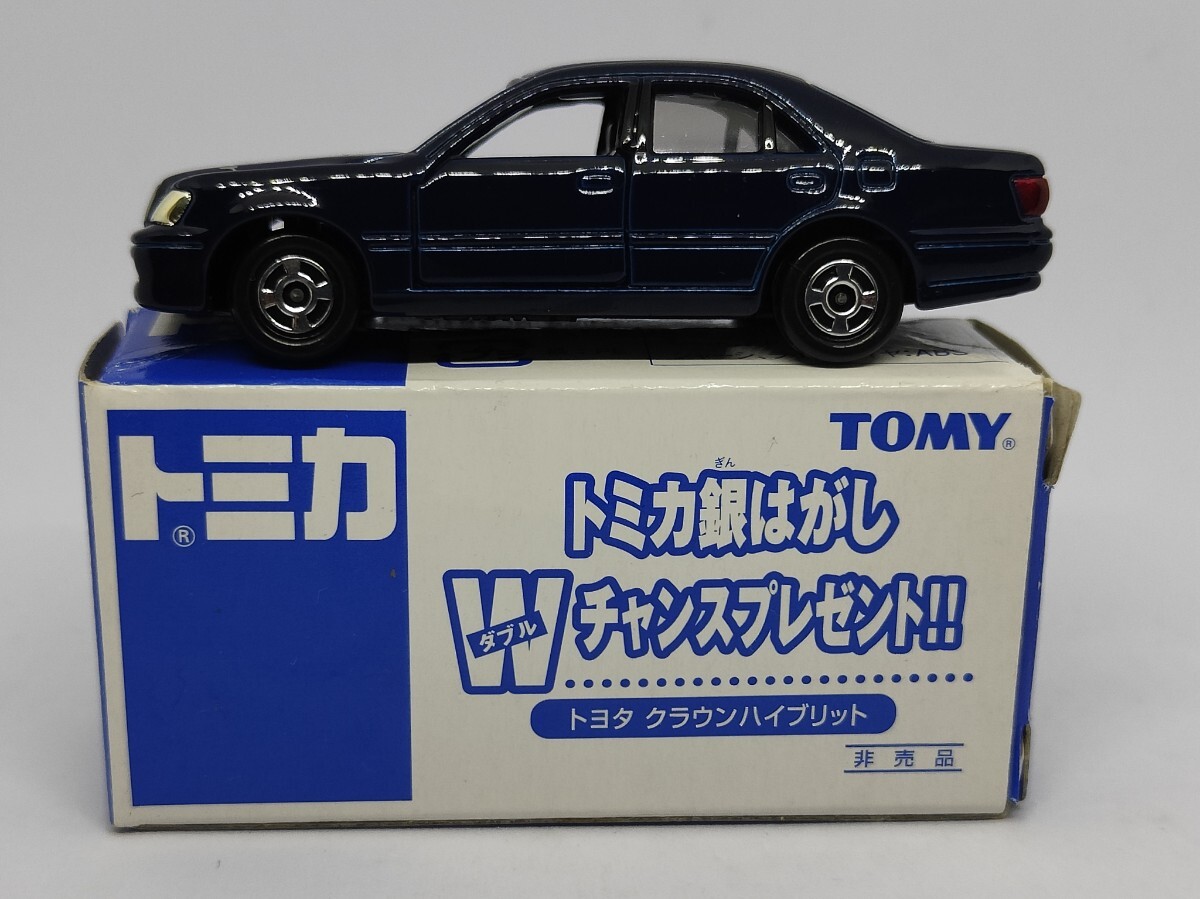 ABS
トミカ®
TOMY®
ぎん
トミカ銀はがし
Wダブル
チャンスプレゼント!!
トヨタ クラウンハイブリット
非売品